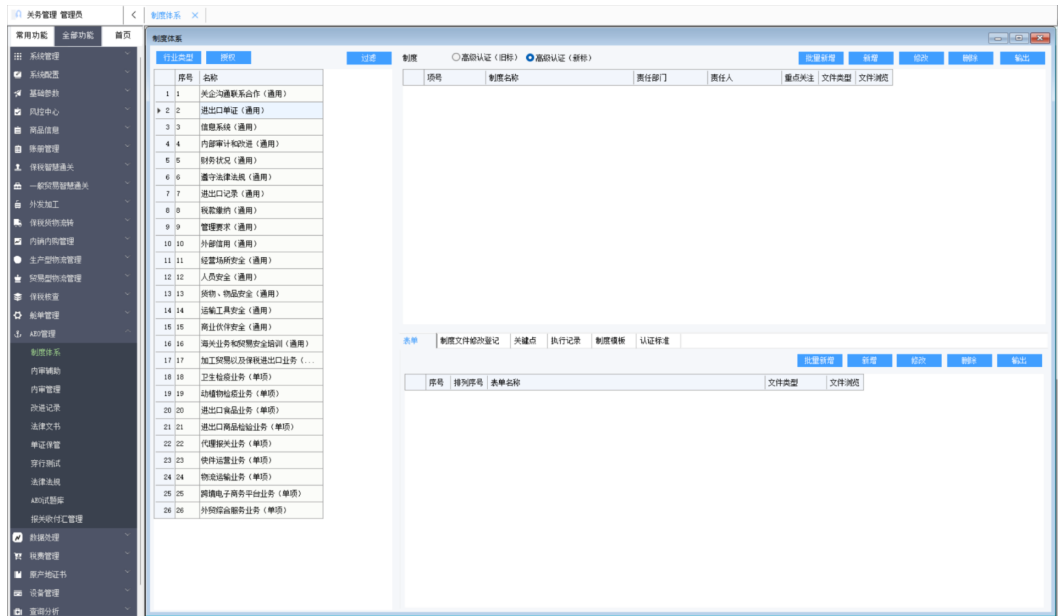 关务管理 管理员
制度体系
常用功能 全部功能 首页
系统管理
系统配置
基础参数
风控中心
商品信息
账册管理
保税智慧通关
一般贸易智慧通关
外发加工
保税货物流转
内销内购管理
生产型物流管理
贸易型物流管理
保税核查
舱单管理
AEO管理
制度体系
内审辅助
内审管理
改进记录
法律文书
单证保管
穿行测试
法律法规
AEO试题库
报关收付汇管理
数据处理
税费管理
原产地证书
设备管理
查询分析
制度体系
行业类型 授权 过滤
序号 名称
1 1 关企沟通联系合作（通用）
2 2 进出口单证（通用）
3 3 信息系统（通用）
4 4 内部审计和改进（通用）
5 5 财务状况（通用）
6 6 遵守法律法规（通用）
7 7 进出口记录（通用）
8 8 税款缴纳（通用）
9 9 管理要求（通用）
10 10 外部信用（通用）
11 11 经营场所安全（通用）
12 12 人员安全（通用）
13 13 货物、物品安全（通用）
14 14 运输工具安全（通用）
15 15 商业伙伴安全（通用）
16 16 海关业务和贸易安全培训（通用）
17 17 加工贸易以及保税进出口业务（...
18 18 卫生检疫业务（单项）
19 19 动植物检疫业务（单项）
20 20 进出口食品业务（单项）
21 21 进出口商品检验业务（单项）
22 22 代理报关业务（单项）
23 23 快件运营业务（单项）
24 24 物流运输业务（单项）
25 25 跨境电子商务平台业务（单项）
26 26 外贸综合服务业务（单项）
制度 高级认证（旧标） 高级认证（新标） 批量新增 新增 修改 删除 输出
项号 制度名称 责任部门 责任人 重点关注 文件类型 文件浏览
表单 制度文件修改登记 关键点 执行记录 制度模板 认证标准
批量新增 新增 修改 删除 输出
序号 排列序号 表单名称 文件类型 文件浏览